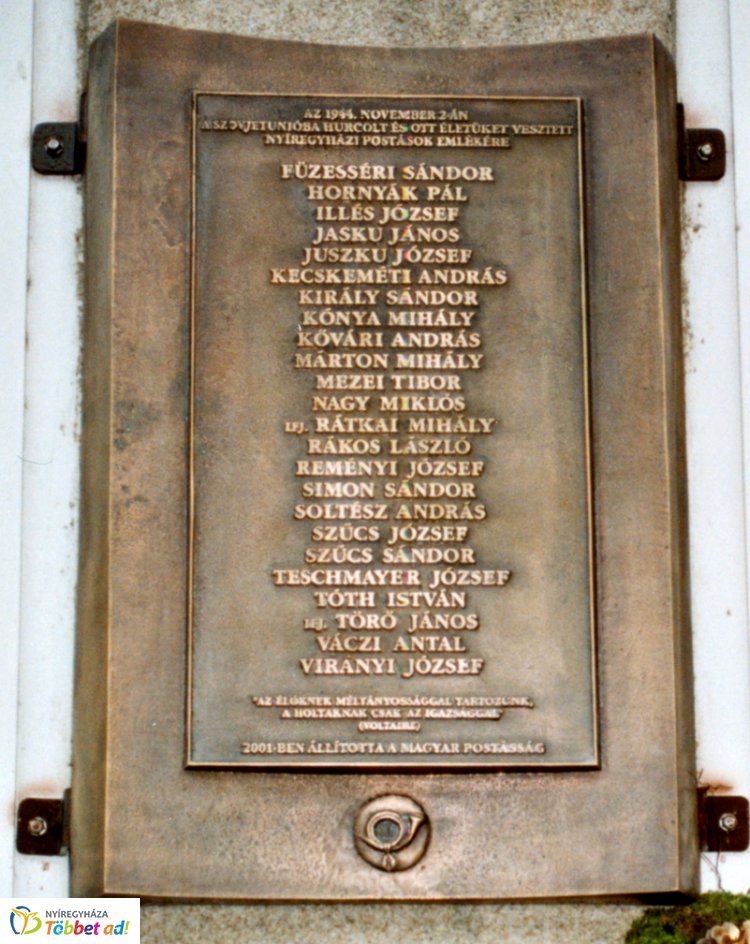 AZ 1944. NOVEMBER 2-ÁN
A SZOVJETUNIÓBA HURCOLT ÉS OTT ÉLETÜKET VESZTETT
NYÍREGYHÁZI POSTÁSOK EMLÉKÉRE
FÜZESSÉRI SÁNDOR
HORNYÁK PÁL
ILLÉS JÓZSEF
JASKU JÁNOS
JUSZKU JÓZSEF
KECSKEMÉTI ANDRÁS
KIRÁLY SÁNDOR
KÓNYA MIHÁLY
KŐVÁRI ANDRÁS
MÁRTON MIHÁLY
MEZEI TIBOR
NAGY MIKLÓS
IFJ. RÁTKAI MIHÁLY
RÁKOS LÁSZLÓ
REMÉNYI JÓZSEF
SIMON SÁNDOR
SOLTÉSZ ANDRÁS
SZŰCS JÓZSEF
SZŰCS SÁNDOR
TESCHMAYER JÓZSEF
TÓTH ISTVÁN
IFJ. TÖRŐ JÁNOS
VÁCZI ANTAL
VIRÁNYI JÓZSEF
"AZ ÉLŐKNEK MÉLTÁNYOSSÁGGAL TARTOZUNK,
A HOLTAKNAK CSAK AZ IGAZSÁGGAL"
(VOLTAIRE)
2001-BEN ÁLLÍTOTTA A MAGYAR POSTÁSSÁG
NYÍREGYHÁZA
Többet ad!